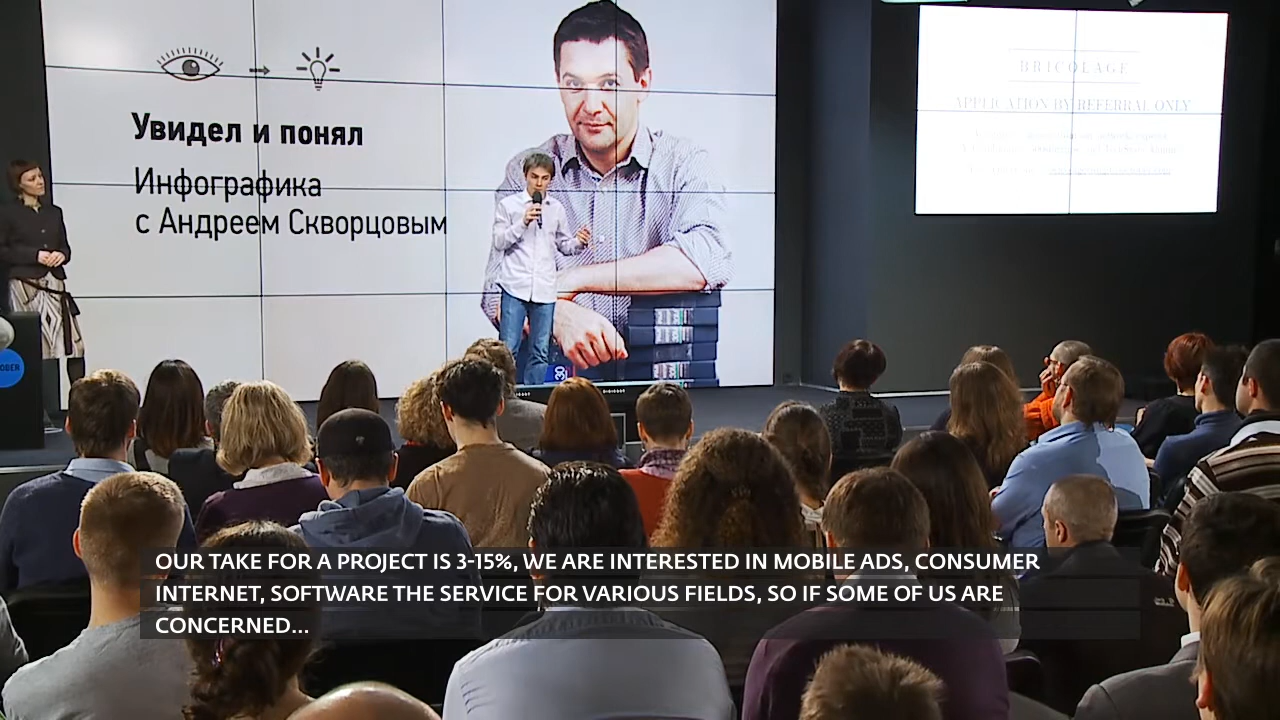 Увидел и понял
Инфографика
с Андреем Скворцовым
BRICOLAGE
APPLICATION BY REFERRAL ONLY
OUR TAKE FOR A PROJECT IS 3-15%, WE ARE INTERESTED IN MOBILE ADS, CONSUMER
INTERNET, SOFTWARE THE SERVICE FOR VARIOUS FIELDS, SO IF SOME OF US ARE
CONCERNED...